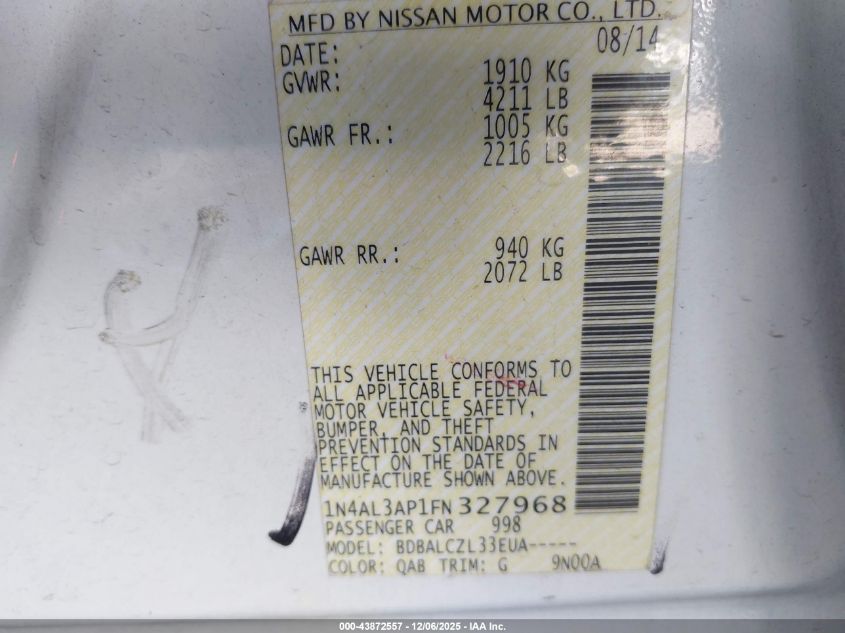 MFD BY NISSAN MOTOR CO., LTD.
DATE: 08/14
GVWR: 1910 KG
4211 LB
GAWR FR.: 1005 KG
2216 LB
GAWR RR.: 940 KG
2072 LB
THIS VEHICLE CONFORMS TO
ALL APPLICABLE FEDERAL
MOTOR VEHICLE SAFETY,
BUMPER, AND THEFT
PREVENTION STANDARDS IN
EFFECT ON THE DATE OF
MANUFACTURE SHOWN ABOVE.
1N4AL3AP1FN 327968
PASSENGER CAR 998
MODEL: BDBALCZL33EUA-----
COLOR: QAB TRIM: G 9N00A
000-43872557 - 12/06/2025 - IAA Inc.